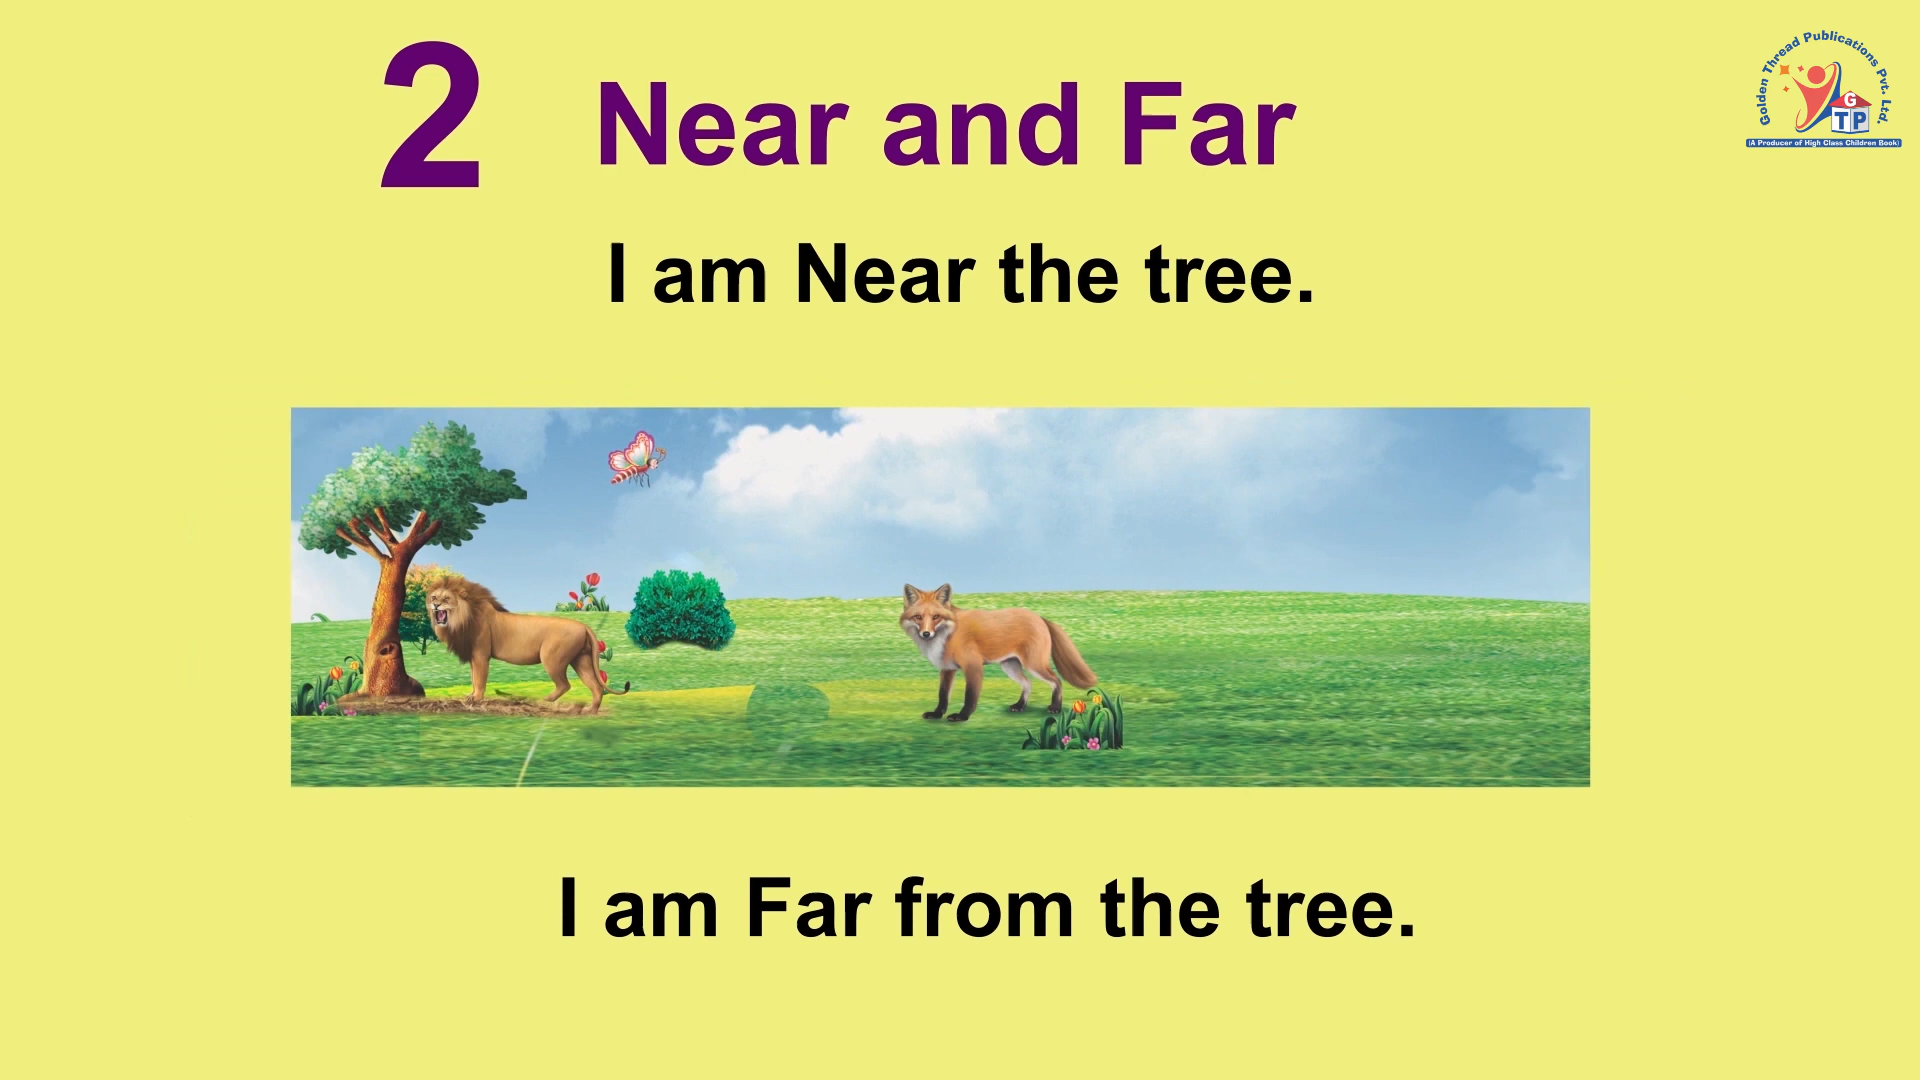 2 Near and Far
Golden Thread Publications Pvt. Ltd.
G
T P
(A Producer of High Class Children Book)
I am Near the tree.
I am Far from the tree.